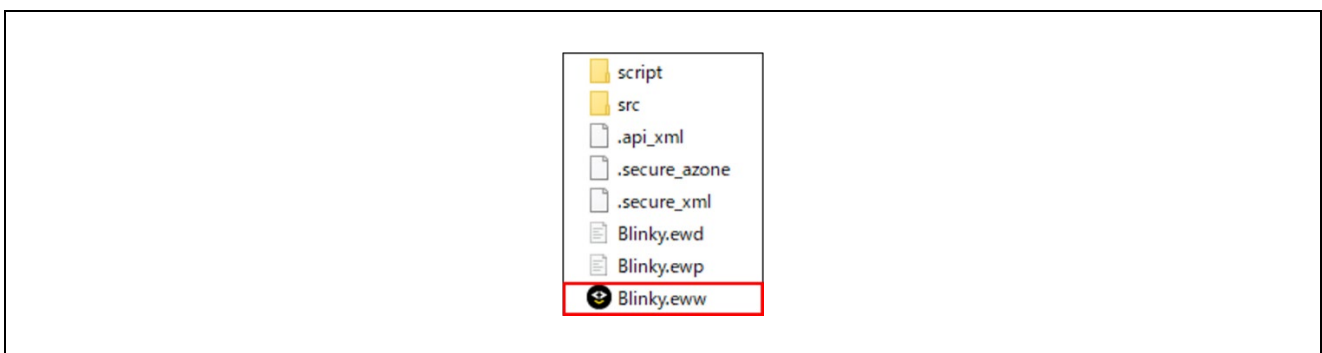 script
src
.api_xml
.secure_azone
.secure_xml
Blinky.ewd
Blinky.ewp
Blinky.eww